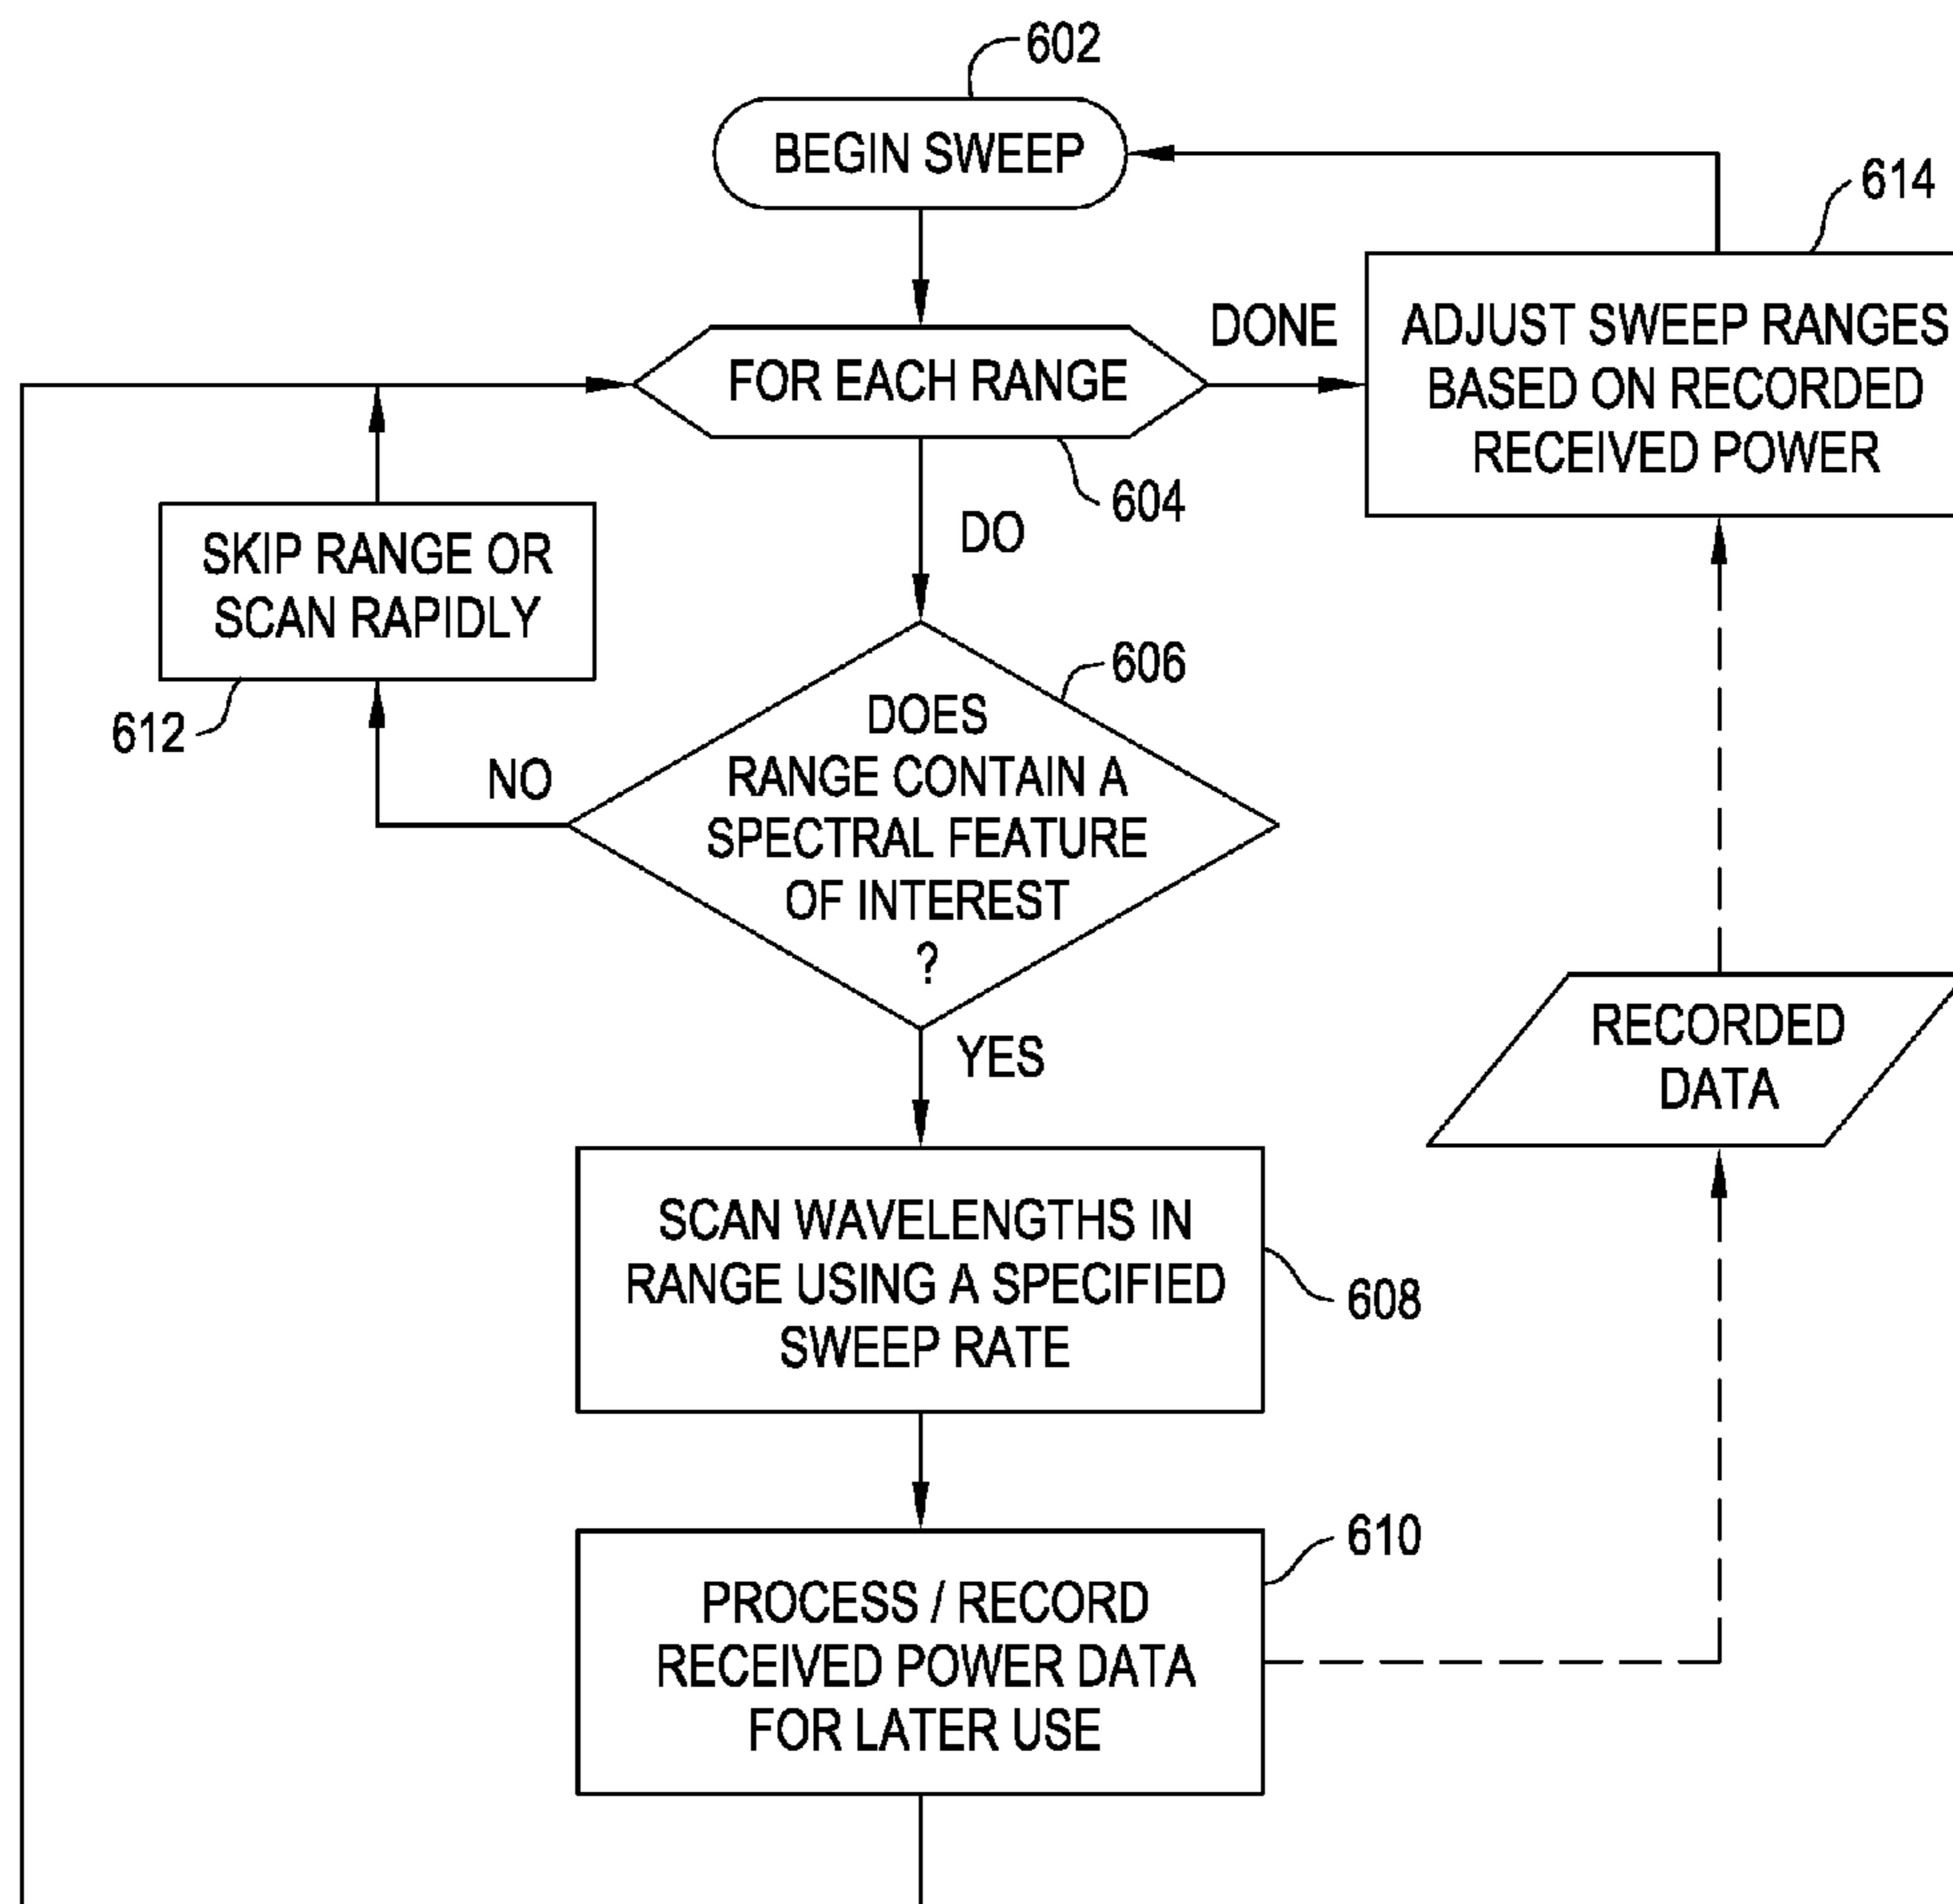 602
BEGIN SWEEP
614
DONE
ADJUST SWEEP RANGES
BASED ON RECORDED
RECEIVED POWER
FOR EACH RANGE
604
DO
SKIP RANGE OR
SCAN RAPIDLY
612
NO
606
DOES
RANGE CONTAIN A
SPECTRAL FEATURE
OF INTEREST
?
YES
RECORDED
DATA
SCAN WAVELENGTHS IN
RANGE USING A SPECIFIED
SWEEP RATE
608
610
PROCESS / RECORD
RECEIVED POWER DATA
FOR LATER USE